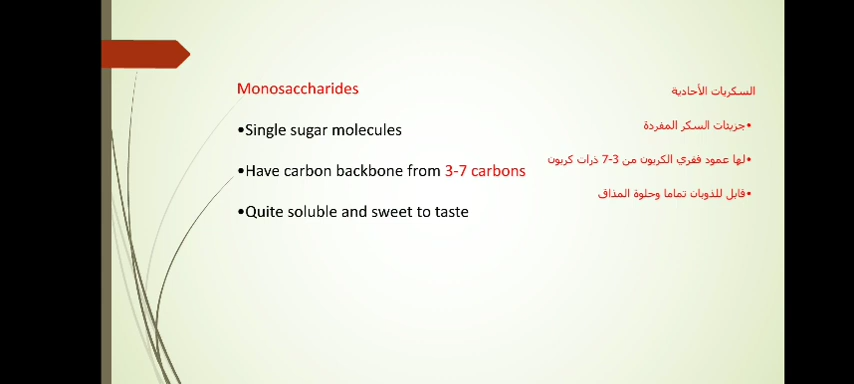 Monosaccharides
•Single sugar molecules
•Have carbon backbone from 3-7 carbons
•Quite soluble and sweet to taste
السكريات الأحادية
•جزيئات السكر المفردة
•لها عمود فقري الكربون من 3-7 ذرات كربون
•قابل للذوبان تماما وحلوة المذاق